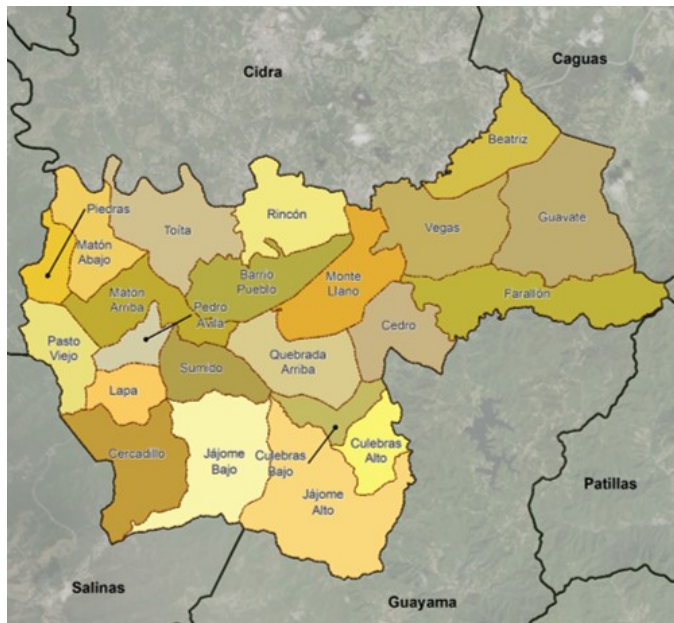 Caguas
Cidra
Beatriz
Piedras
Rincón
Guavate
Toíta
Vegas
Matón
Abajo
Barrio
Pueblo
Monte
Llano
Farallón
Matón
Arriba
Pedro
Avila
Cedro
Pasto
Viejo
Quebrada
Arriba
Sumido
Lapa
Cercadillo
Jájome
Bajo
Culebras
Bajo
Culebras
Alto
Jájome
Alto
Patillas
Salinas
Guayama